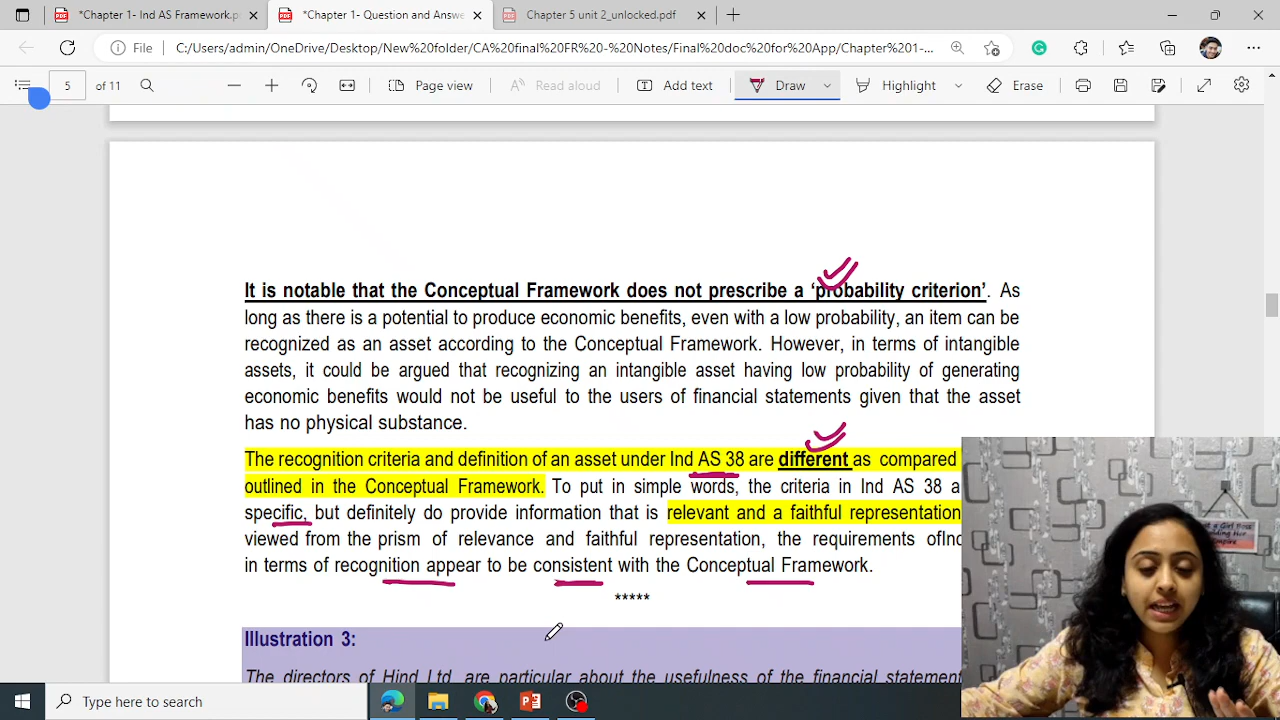 *Chapter 1- Ind AS Framework.p
*Chapter 1- Question and Answe
Chapter 5 unit 2_unlocked.pdf
File
C:/Users/admin/OneDrive/Desktop/New%20folder/CA%20Final%20FR%20-%20Notes/Final%20doc%20for%20App/Chapter%201-...
5 of 11
Page view
Read aloud
Add text
Draw
Highlight
Erase
It is notable that the Conceptual Framework does not prescribe a ‘probability criterion’. As
long as there is a potential to produce economic benefits, even with a low probability, an item can be
recognized as an asset according to the Conceptual Framework. However, in terms of intangible
assets, it could be argued that recognizing an intangible asset having low probability of generating
economic benefits would not be useful to the users of financial statements given that the asset
has no physical substance.
The recognition criteria and definition of an asset under Ind AS 38 are different as compared
outlined in the Conceptual Framework. To put in simple words, the criteria in Ind AS 38 a
specific, but definitely do provide information that is relevant and a faithful representation
viewed from the prism of relevance and faithful representation, the requirements ofInd
in terms of recognition appear to be consistent with the Conceptual Framework.
*****
Illustration 3:
The directors of Hind Ltd. are particular about the usefulness of the financial statement
Type here to search